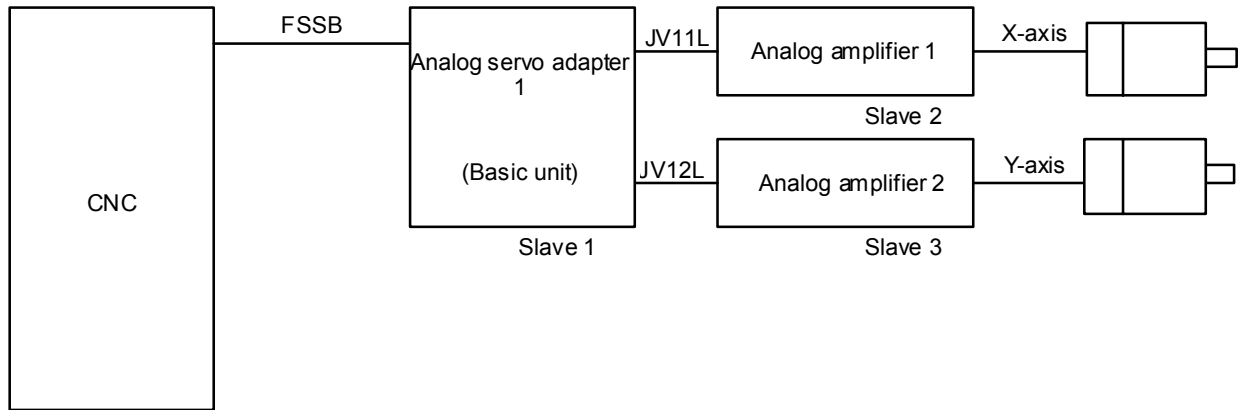 FSSB
JV11L
Analog amplifier 1
X-axis
Analog servo adapter
1
Slave 2
(Basic unit)
JV12L
Analog amplifier 2
Y-axis
CNC
Slave 1
Slave 3